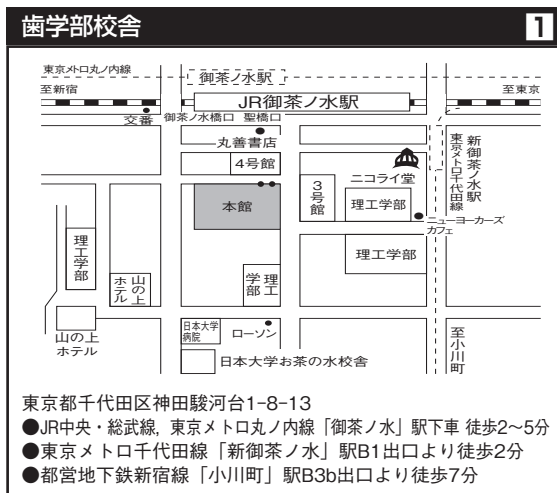 歯学部校舎 1
東京メトロ丸ノ内線
御茶ノ水駅
至新宿
至東京
JR御茶ノ水駅
交番
御茶ノ水橋口 聖橋口
丸善書店
4号館
ニコライ堂
新御茶ノ水駅
東京メトロ千代田線
本館
3号館
理工学部
ニューヨーカーズ
カフェ
理工学部
理工学部
山の上
ホテル
理工
学部
山の上
ホテル
日本大学
病院
ローソン
日本大学お茶の水校舎
至小川町
東京都千代田区神田駿河台1-8-13
●JR中央・総武線, 東京メトロ丸ノ内線「御茶ノ水」駅下車 徒歩2〜5分
●東京メトロ千代田線「新御茶ノ水」駅B1出口より徒歩2分
●都営地下鉄新宿線「小川町」駅B3b出口より徒歩7分